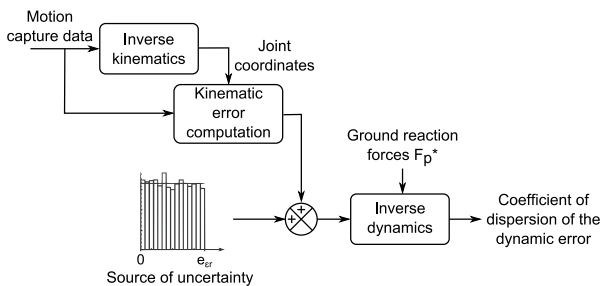 Motion
capture data
Inverse
kinematics
Joint
coordinates
Kinematic
error
computation
Ground reaction
forces Fp*
+
+
Inverse
dynamics
Coefficient of
dispersion of the
dynamic error
0
eεr
Source of uncertainty